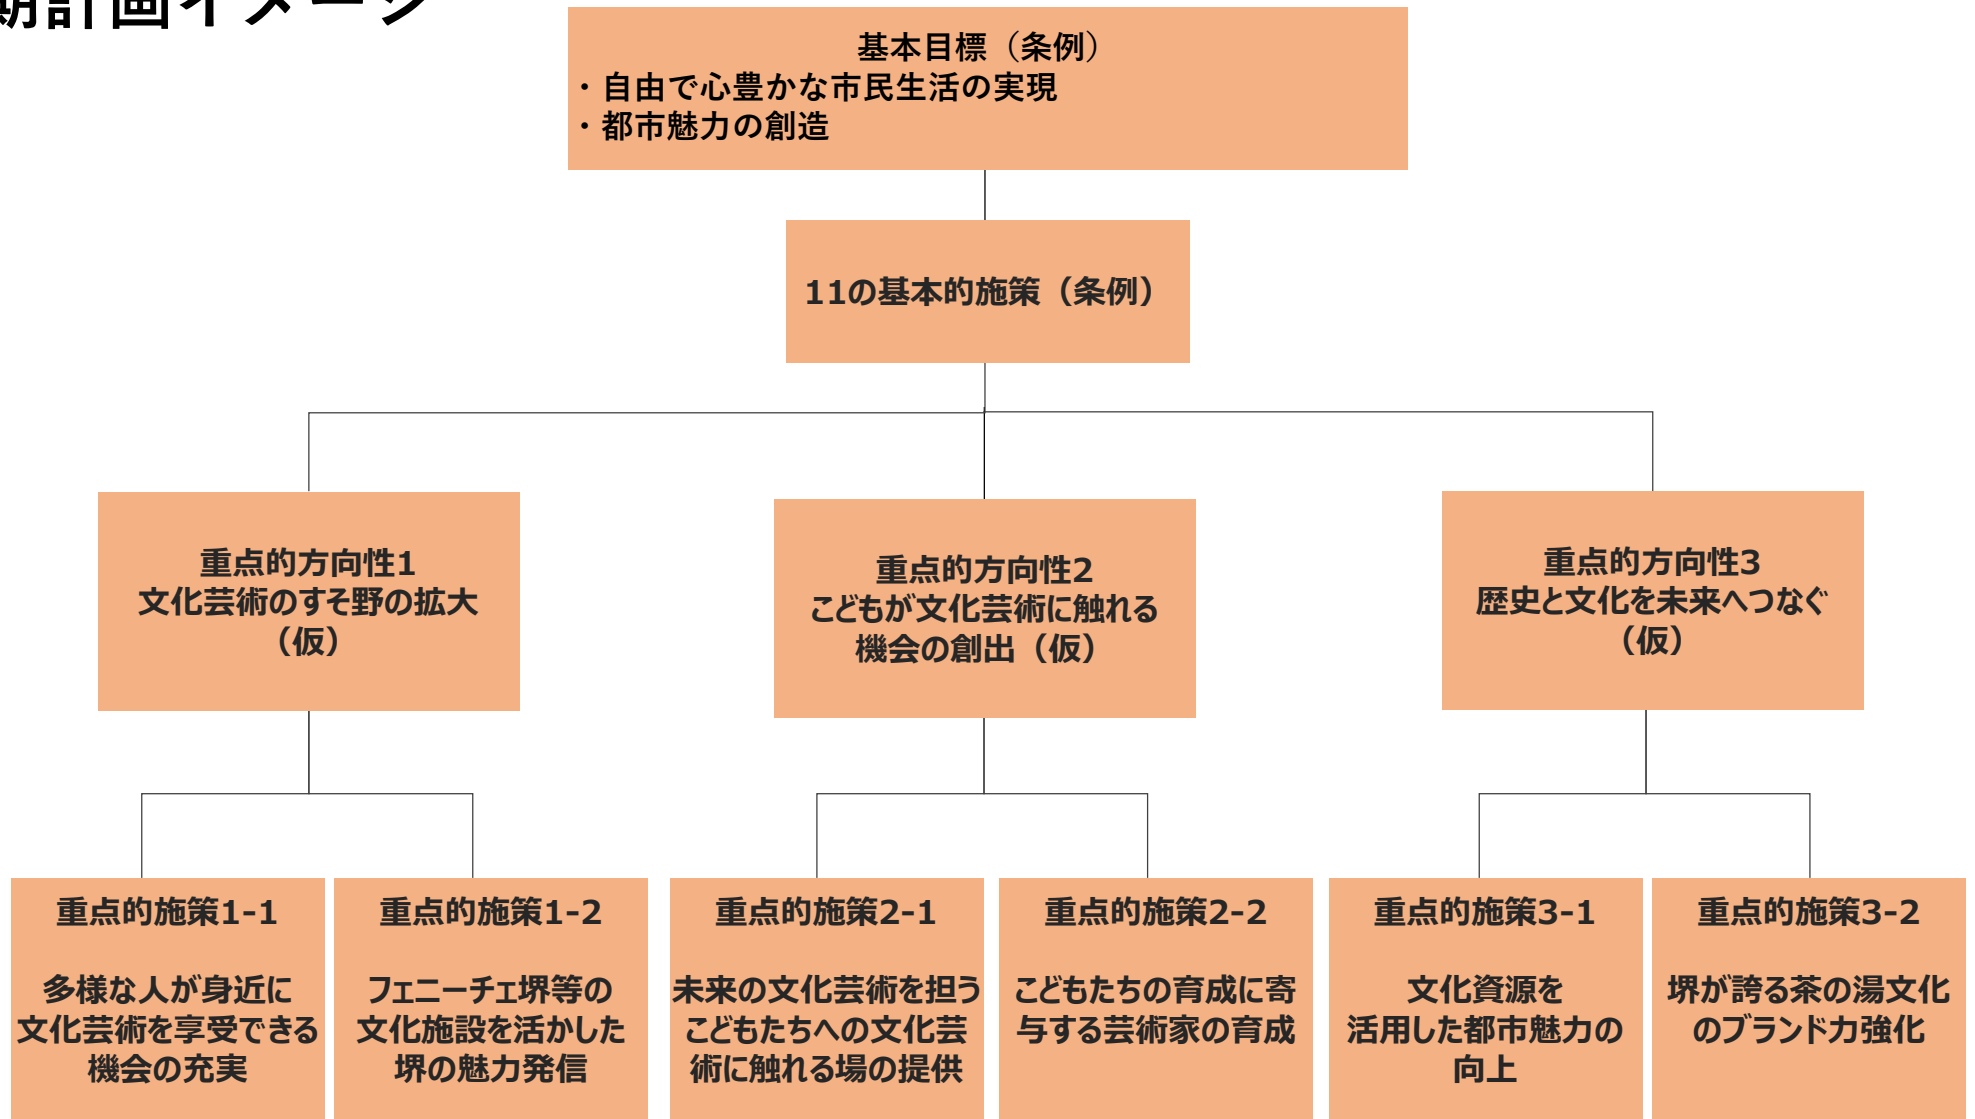 期計画イメージ
基本目標（条例）
・自由で心豊かな市民生活の実現
・都市魅力の創造
11の基本的施策（条例）
重点的方向性1
文化芸術のすそ野の拡大
（仮）
重点的方向性2
こどもが文化芸術に触れる
機会の創出（仮）
重点的方向性3
歴史と文化を未来へつなぐ
（仮）
重点的施策1-1
多様な人が身近に
文化芸術を享受できる
機会の充実
重点的施策1-2
フェニーチェ堺等の
文化施設を活かした
堺の魅力発信
重点的施策2-1
未来の文化芸術を担う
こどもたちへの文化芸
術に触れる場の提供
重点的施策2-2
こどもたちの育成に寄
与する芸術家の育成
重点的施策3-1
文化資源を
活用した都市魅力の
向上
重点的施策3-2
堺が誇る茶の湯文化
のブランド力強化